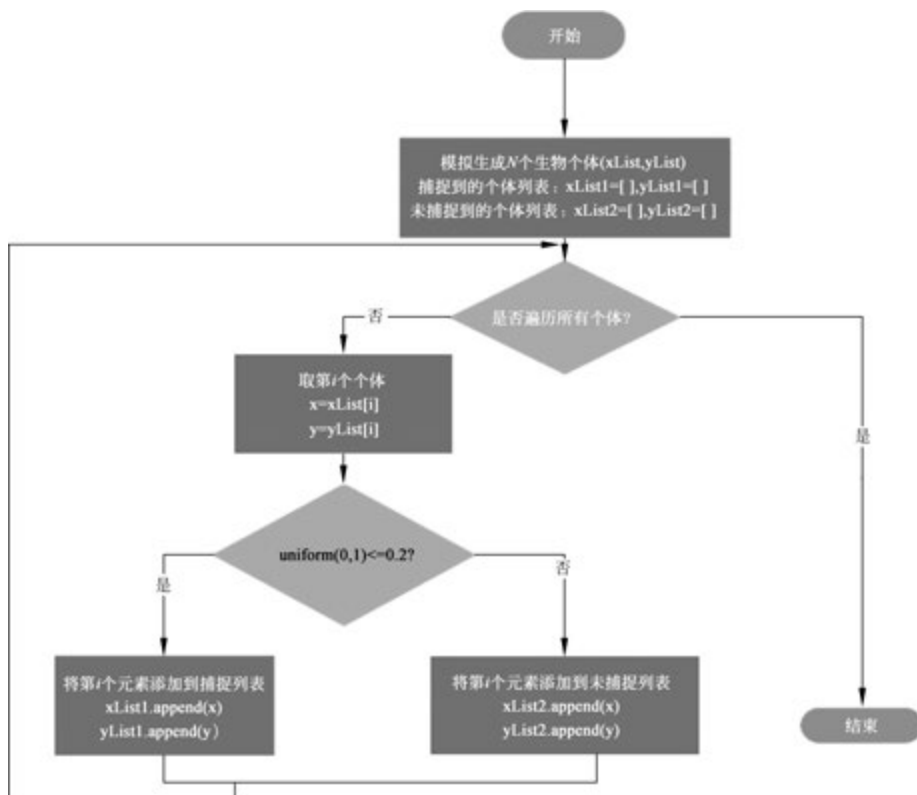 开始
模拟生成N个生物个体(xList,yList)
捕捉到的个体列表：xList1=[ ],yList1=[ ]
未捕捉到的个体列表：xList2=[ ],yList2=[ ]
是否遍历所有个体?
否
是
取第i个个体
x=xList[i]
y=yList[i]
uniform(0,1)<=0.2?
是
否
将第i个元素添加到捕捉列表
xList1.append(x)
yList1.append(y）
将第i个元素添加到未捕捉列表
xList2.append(x)
yList2.append(y)
结束